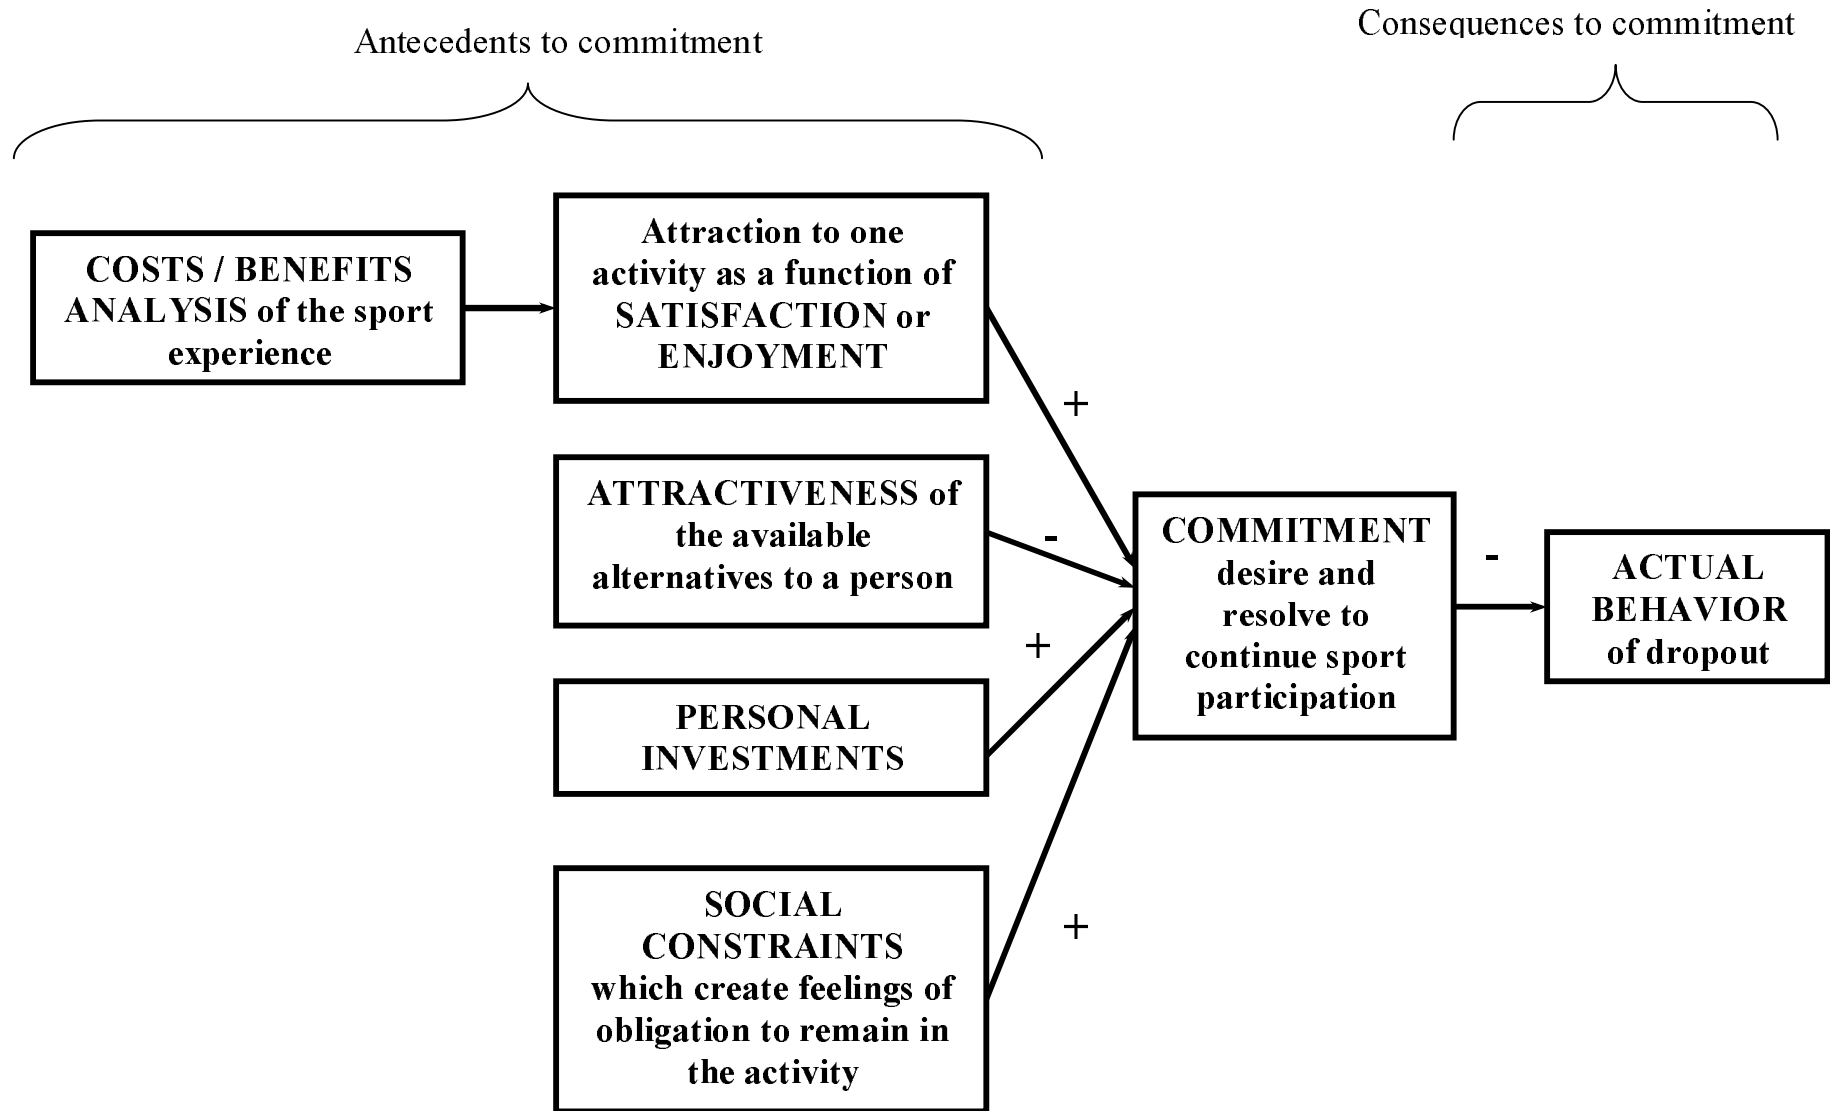 Antecedents to commitment
Consequences to commitment
COSTS / BENEFITS
ANALYSIS of the sport
experience
Attraction to one
activity as a function of
SATISFACTION or
ENJOYMENT
+
ATTRACTIVENESS of
the available
alternatives to a person
-
PERSONAL
INVESTMENTS
+
SOCIAL
CONSTRAINTS
which create feelings of
obligation to remain in
the activity
+
COMMITMENT
desire and
resolve to
continue sport
participation
-
ACTUAL
BEHAVIOR
of dropout